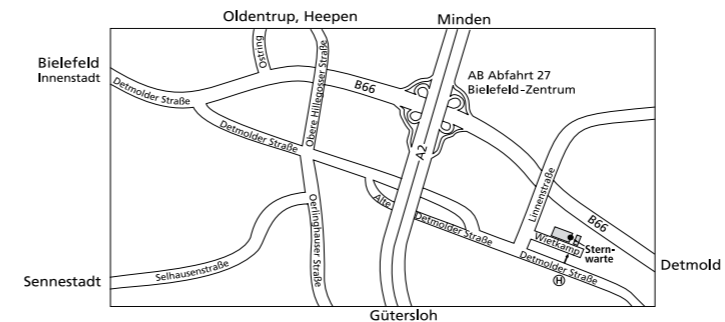 Oldentrup, Heepen
Minden
Bielefeld
Innenstadt
Ostring
Obere Hillegosser Straße
B66
AB Abfahrt 27
Bielefeld-Zentrum
Detmolder Straße
Detmolder Straße
A2
Linnenstraße
Alte
Detmolder Straße
Oerlinghauser Straße
B66
Wietkamp
Stern-
warte
Detmolder Straße
H
Detmold
Selhausenstraße
Sennestadt
Gütersloh